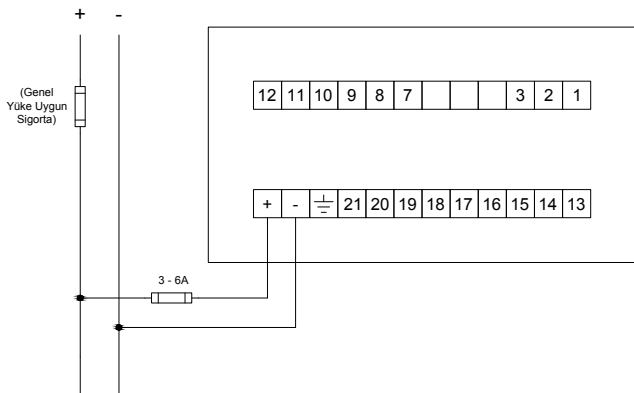 + -
(Genel
Yüke Uygun
Sigorta)
12 11 10 9 8 7 3 2 1
+ - 21 20 19 18 17 16 15 14 13
3 - 6A